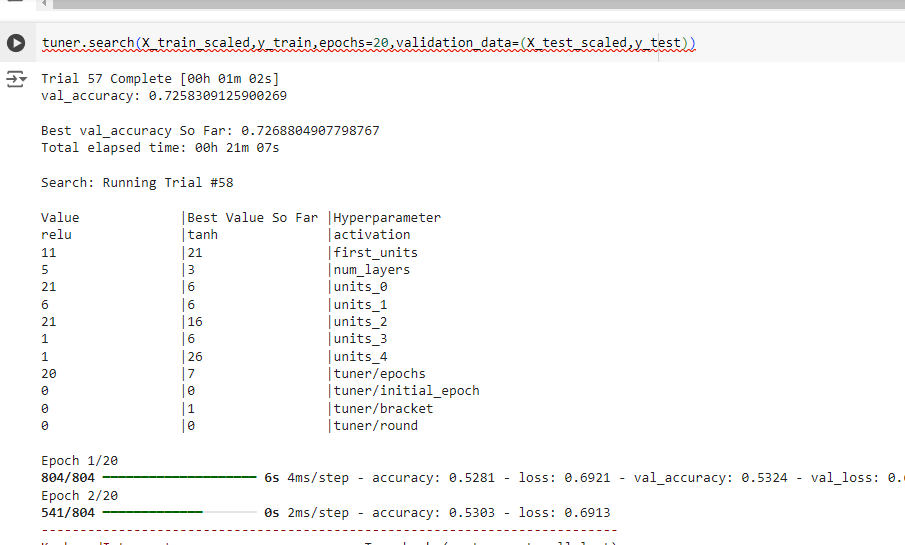 tuner.search(X_train_scaled,y_train,epochs=20,validation_data=(X_test_scaled,y_test))
Trial 57 Complete [00h 01m 02s]
val_accuracy: 0.7258309125900269
Best val_accuracy So Far: 0.7268804907798767
Total elapsed time: 00h 21m 07s
Search: Running Trial #58
Value |Best Value So Far |Hyperparameter
relu |tanh |activation
11 |21 |first_units
5 |3 |num_layers
21 |6 |units_0
6 |6 |units_1
21 |16 |units_2
1 |6 |units_3
1 |26 |units_4
20 |7 |tuner/epochs
0 |0 |tuner/initial_epoch
0 |1 |tuner/bracket
0 |0 |tuner/round
Epoch 1/20
804/804 6s 4ms/step - accuracy: 0.5281 - loss: 0.6921 - val_accuracy: 0.5324 - val_loss: 0.
Epoch 2/20
541/804 0s 2ms/step - accuracy: 0.5303 - loss: 0.6913